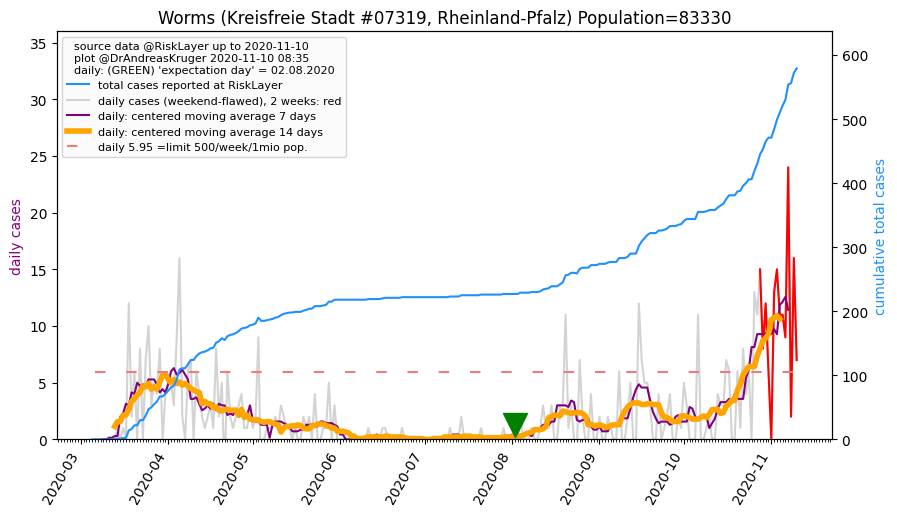 Worms (Kreisfreie Stadt #07319, Rheinland-Pfalz) Population=83330
source data @RiskLayer up to 2020-11-10
plot @DrAndreasKruger 2020-11-10 08:35
daily: (GREEN) 'expectation day' = 02.08.2020
total cases reported at RiskLayer
daily cases (weekend-flawed), 2 weeks: red
daily: centered moving average 7 days
daily: centered moving average 14 days
daily 5.95 =limit 500/week/1mio pop.
daily cases
35
30
25
20
15
10
5
0
cumulative total cases
600
500
400
300
200
100
0
2020-03
2020-04
2020-05
2020-06
2020-07
2020-08
2020-09
2020-10
2020-11